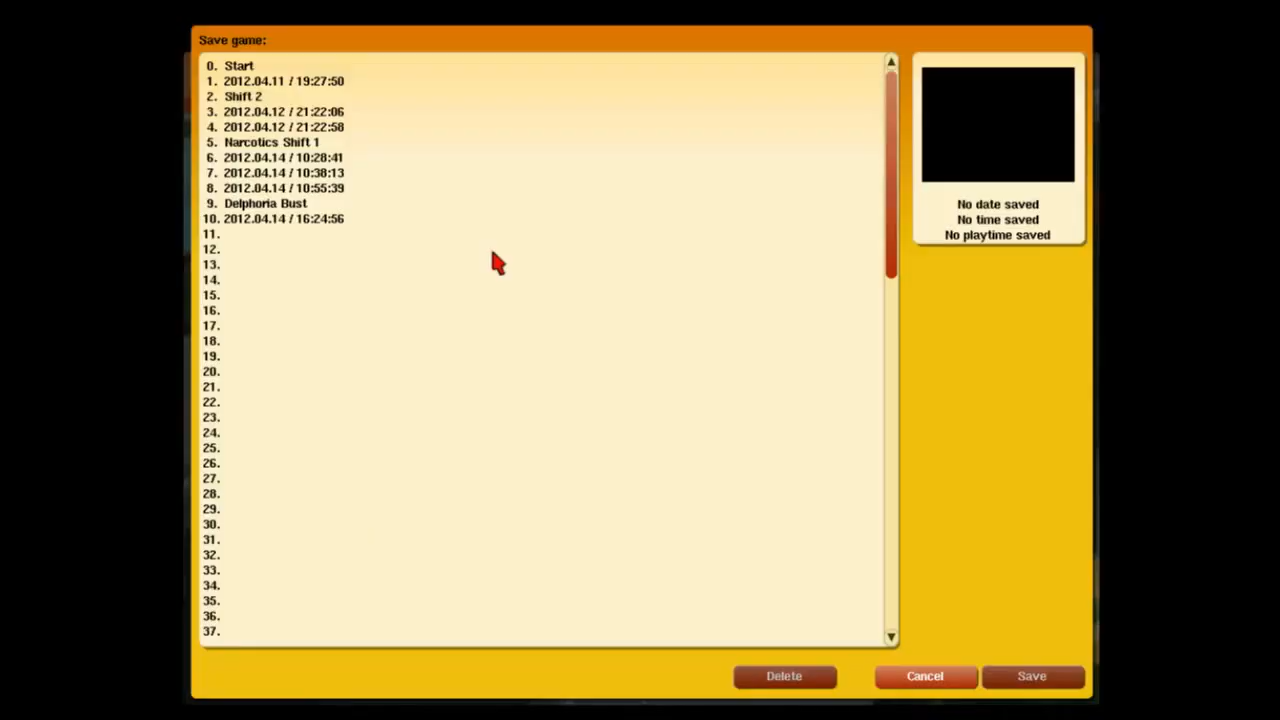 Save game:
0. Start
1. 2012.04.11 / 19:27:50
2. Shift 2
3. 2012.04.12 / 21:22:06
4. 2012.04.12 / 21:22:58
5. Narcotics Shift 1
6. 2012.04.14 / 10:28:41
7. 2012.04.14 / 10:38:13
8. 2012.04.14 / 10:55:39
9. Delphoria Bust
10. 2012.04.14 / 16:24:56
11.
12.
13.
14.
15.
16.
17.
18.
19.
20.
21.
22.
23.
24.
25.
26.
27.
28.
29.
30.
31.
32.
33.
34.
35.
36.
37.
No date saved
No time saved
No playtime saved
Delete
Cancel
Save